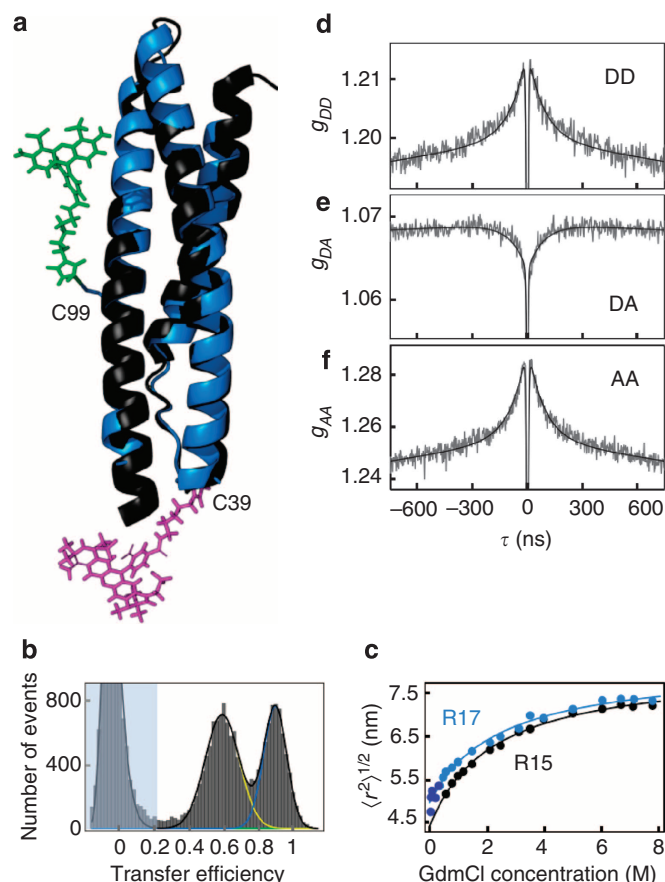 a
C99
C39
d
g_DD
1.21
1.20
DD
e
g_DA
1.07
1.06
DA
f
g_AA
1.28
1.26
1.24
AA
−600 −300 0 300 600
τ (ns)
b
Number of events
800
400
0
0 0.2 0.4 0.6 0.8 1
Transfer efficiency
c
⟨r²⟩^{1/2} (nm)
7.5
6.5
5.5
4.5
R17
R15
0 2 4 6 8
GdmCl concentration (M)